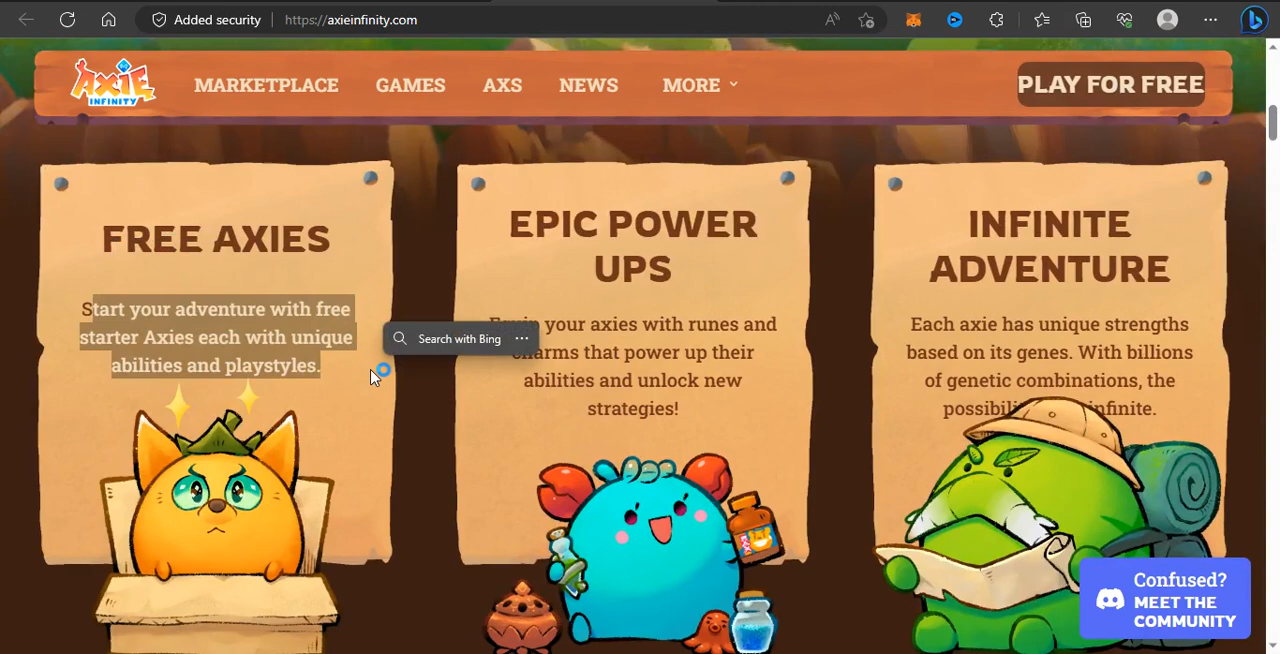 Added security
https://axieinfinity.com
AXIE
INFINITY
MARKETPLACE
GAMES
AXS
NEWS
MORE
PLAY FOR FREE
FREE AXIES
Start your adventure with free
starter Axies each with unique
abilities and playstyles.
Search with Bing
EPIC POWER
UPS
your axies with runes and
charms that power up their
abilities and unlock new
strategies!
INFINITE
ADVENTURE
Each axie has unique strengths
based on its genes. With billions
of genetic combinations, the
infinite.
Confused?
MEET THE
COMMUNITY